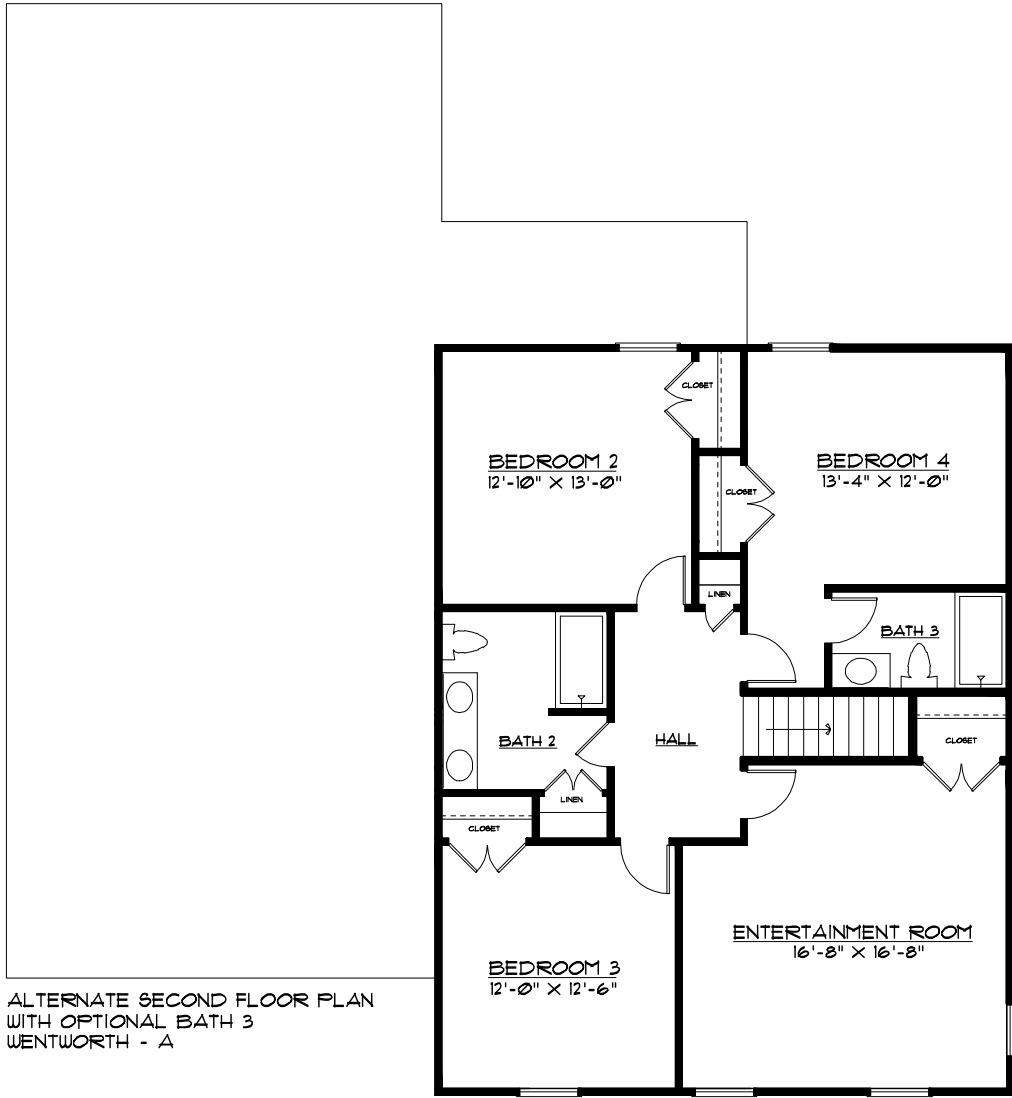 CLOSET
BEDROOM 2
12'-10" X 13'-0"
BEDROOM 4
13'-4" X 12'-0"
CLOSET
LINEN
BATH 3
BATH 2
HALL
CLOSET
LINEN
CLOSET
ENTERTAINMENT ROOM
16'-8" X 16'-8"
BEDROOM 3
12'-0" X 12'-6"
ALTERNATE SECOND FLOOR PLAN
WITH OPTIONAL BATH 3
WENTWORTH - A